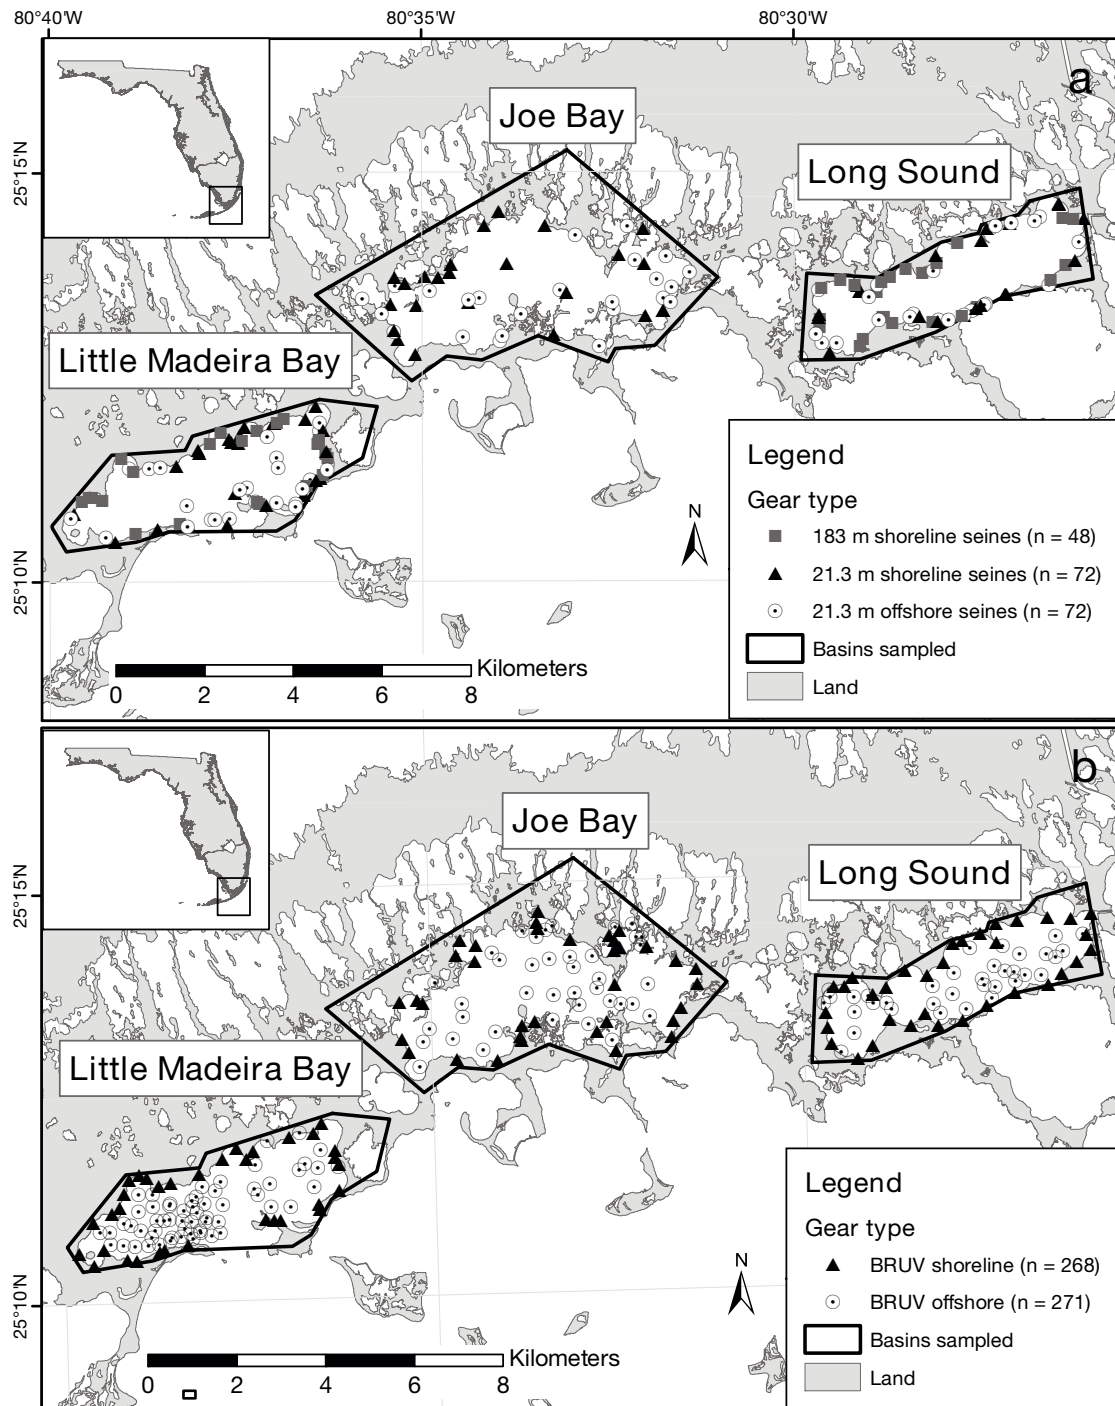 80°40'W 80°35'W 80°30'W
a
Joe Bay
Long Sound
25°15'N
Little Madeira Bay
Legend
Gear type
183 m shoreline seines (n = 48)
21.3 m shoreline seines (n = 72)
21.3 m offshore seines (n = 72)
Basins sampled
Land
N
25°10'N
Kilometers
0 2 4 6 8
b
Joe Bay
Long Sound
25°15'N
Little Madeira Bay
Legend
Gear type
BRUV shoreline (n = 268)
BRUV offshore (n = 271)
Basins sampled
Land
N
25°10'N
Kilometers
0 2 4 6 8